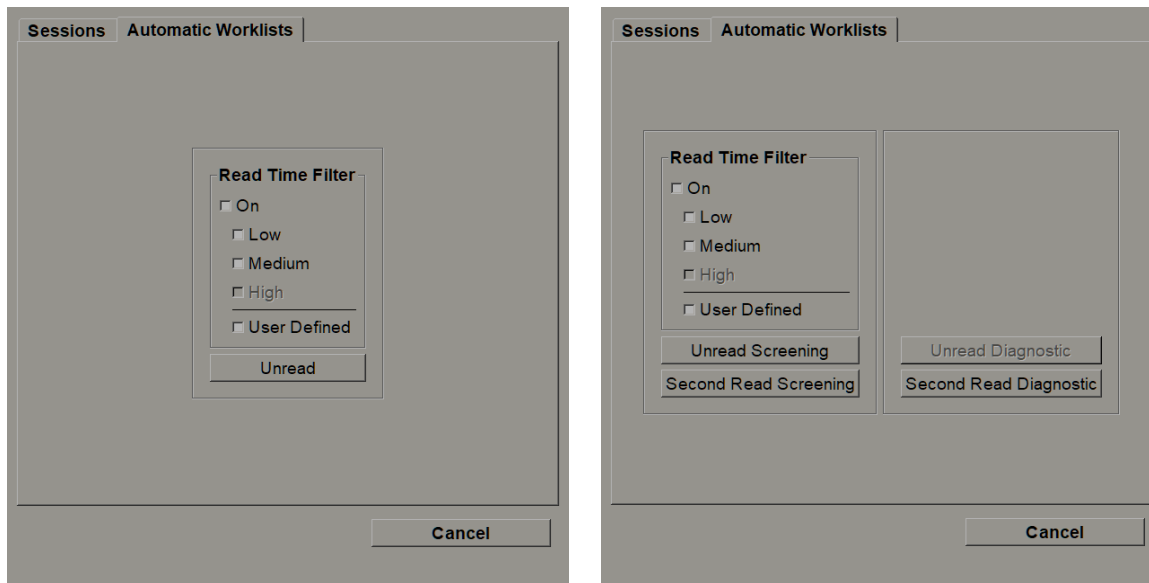 Sessions Automatic Worklists
Read Time Filter
On
Low
Medium
High
User Defined
Unread
Cancel
Sessions Automatic Worklists
Read Time Filter
On
Low
Medium
High
User Defined
Unread Screening Unread Diagnostic
Second Read Screening Second Read Diagnostic
Cancel